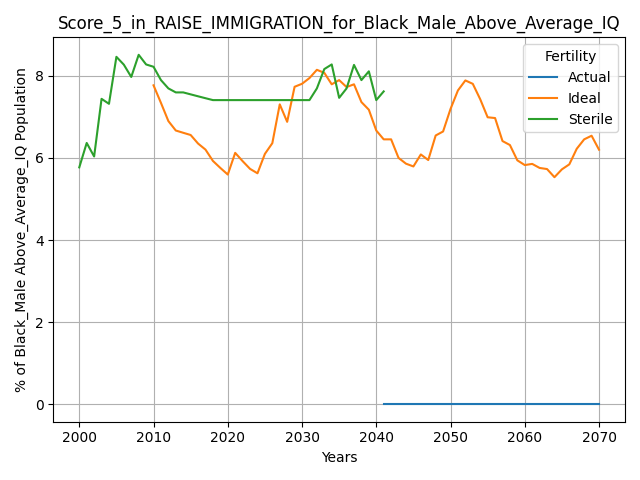 Score_5_in_RAISE_IMMIGRATION_for_Black_Male_Above_Average_IQ
% of Black_Male Above_Average_IQ Population
8
6
4
2
0
Fertility
Actual
Ideal
Sterile
2000 2010 2020 2030 2040 2050 2060 2070
Years